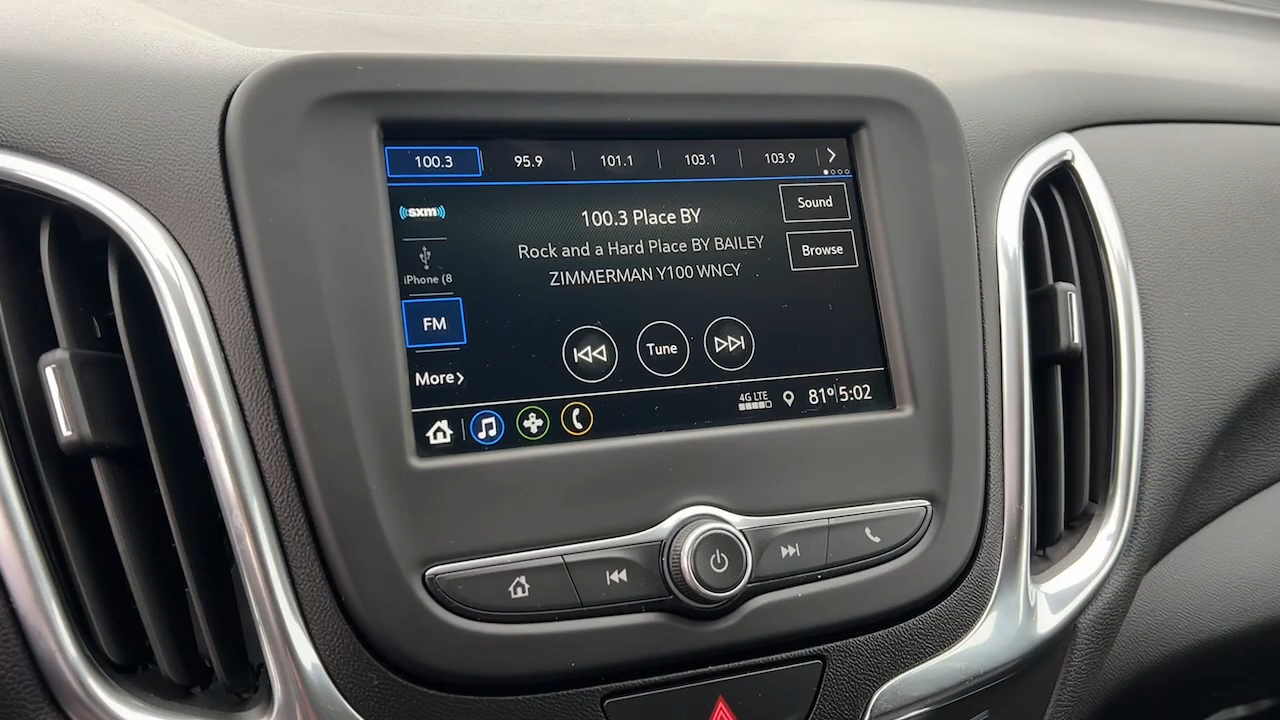 100.3 95.9 101.1 103.1 103.9
sxm
Sound
100.3 Place BY
Rock and a Hard Place BY BAILEY
ZIMMERMAN Y100 WNCY
Browse
iPhone (8
FM
Tune
More
4G LTE
81° 5:02